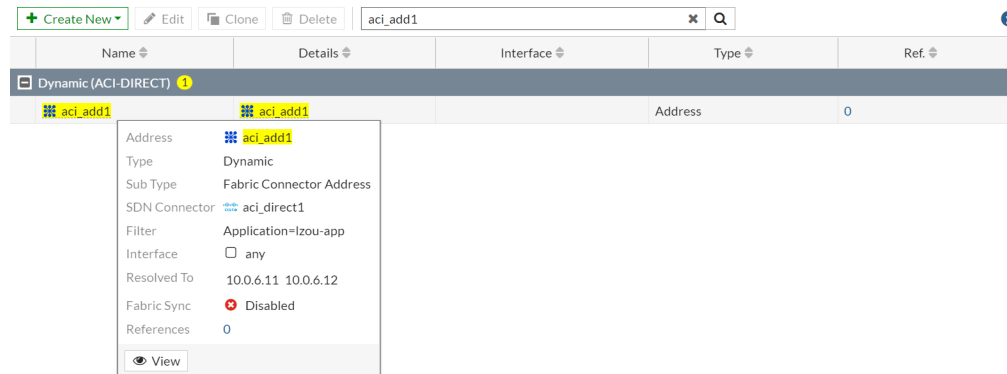 Create New Edit Clone Delete aci_add1
Name Details Interface Type Ref.
Dynamic (ACI-DIRECT) 1
aci_add1 aci_add1 Address 0
Address aci_add1
Type Dynamic
Sub Type Fabric Connector Address
SDN Connector aci_direct1
Filter Application=lzou-app
Interface any
Resolved To 10.0.6.11 10.0.6.12
Fabric Sync Disabled
References 0
View